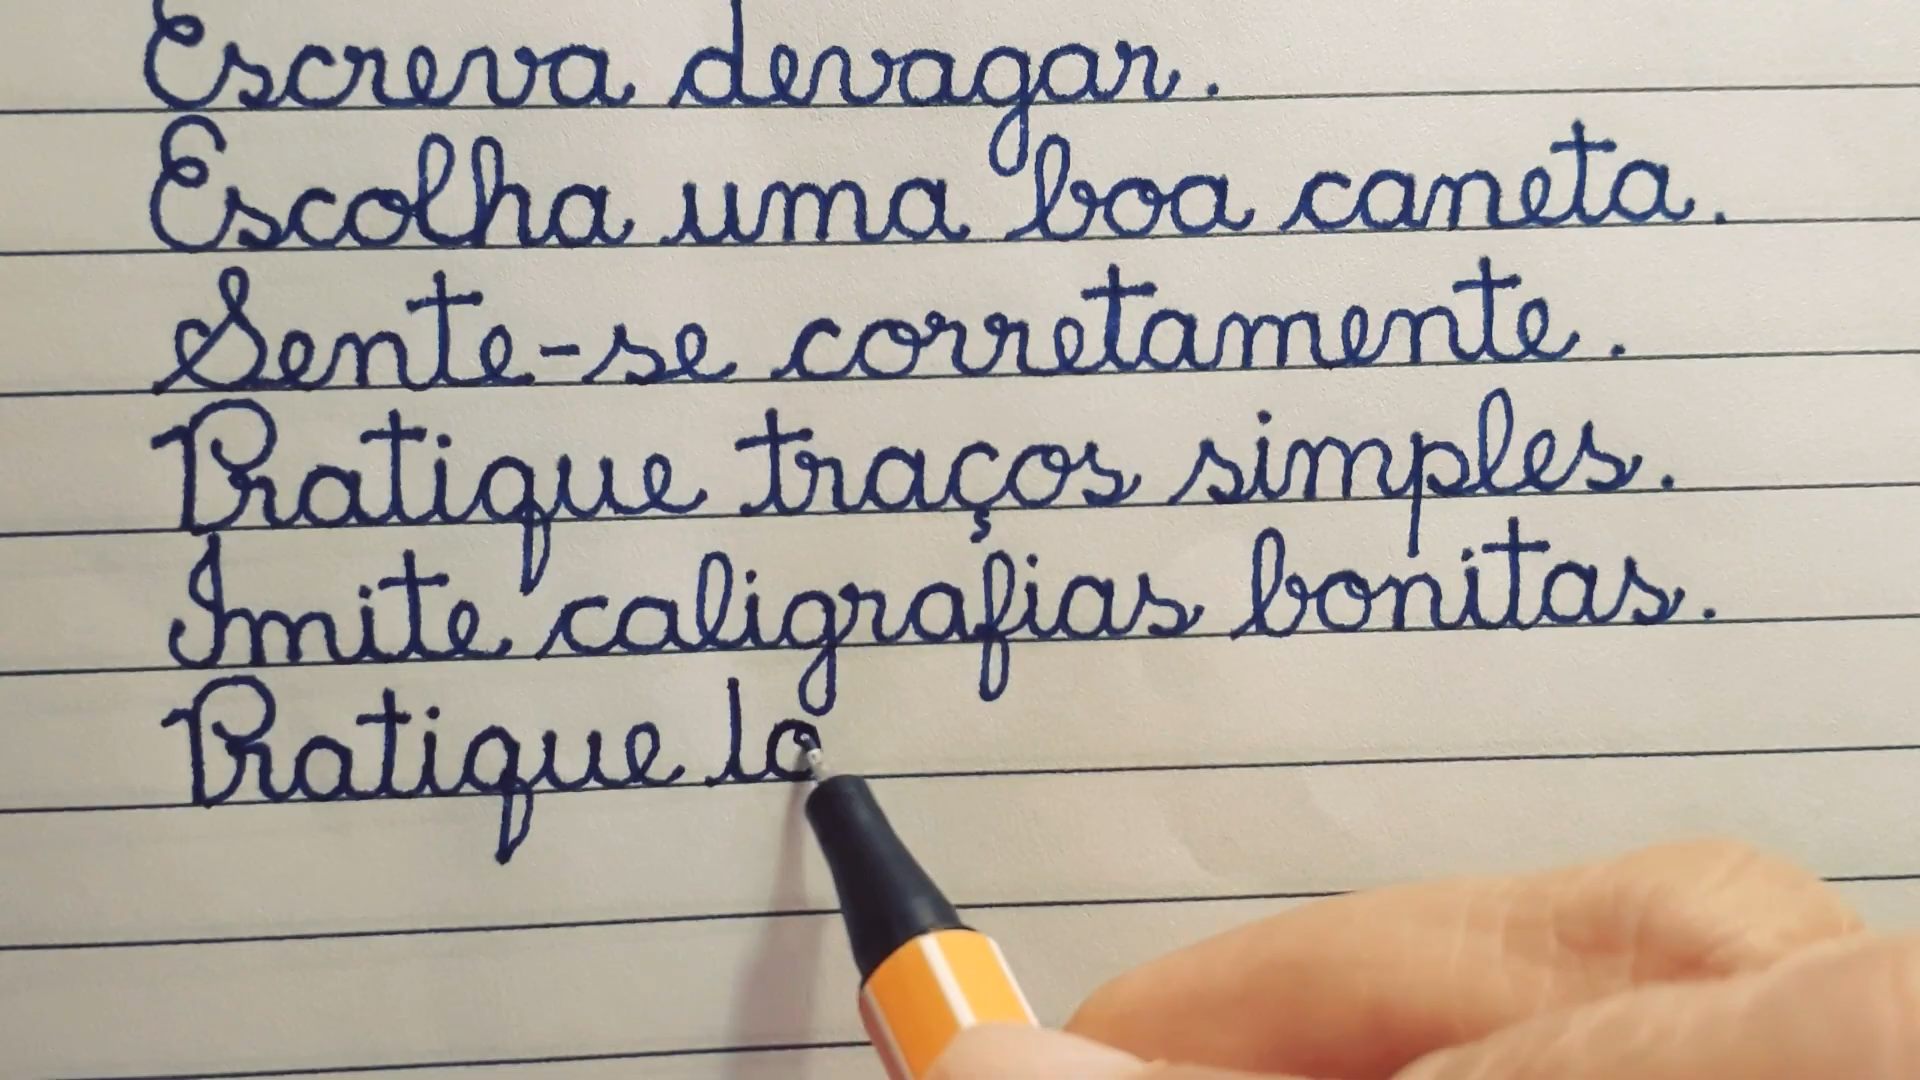 Escreva devagar.
Escolha uma boa caneta.
Sente-se corretamente.
Pratique traços simples.
Imite caligrafias bonitas.
Pratique